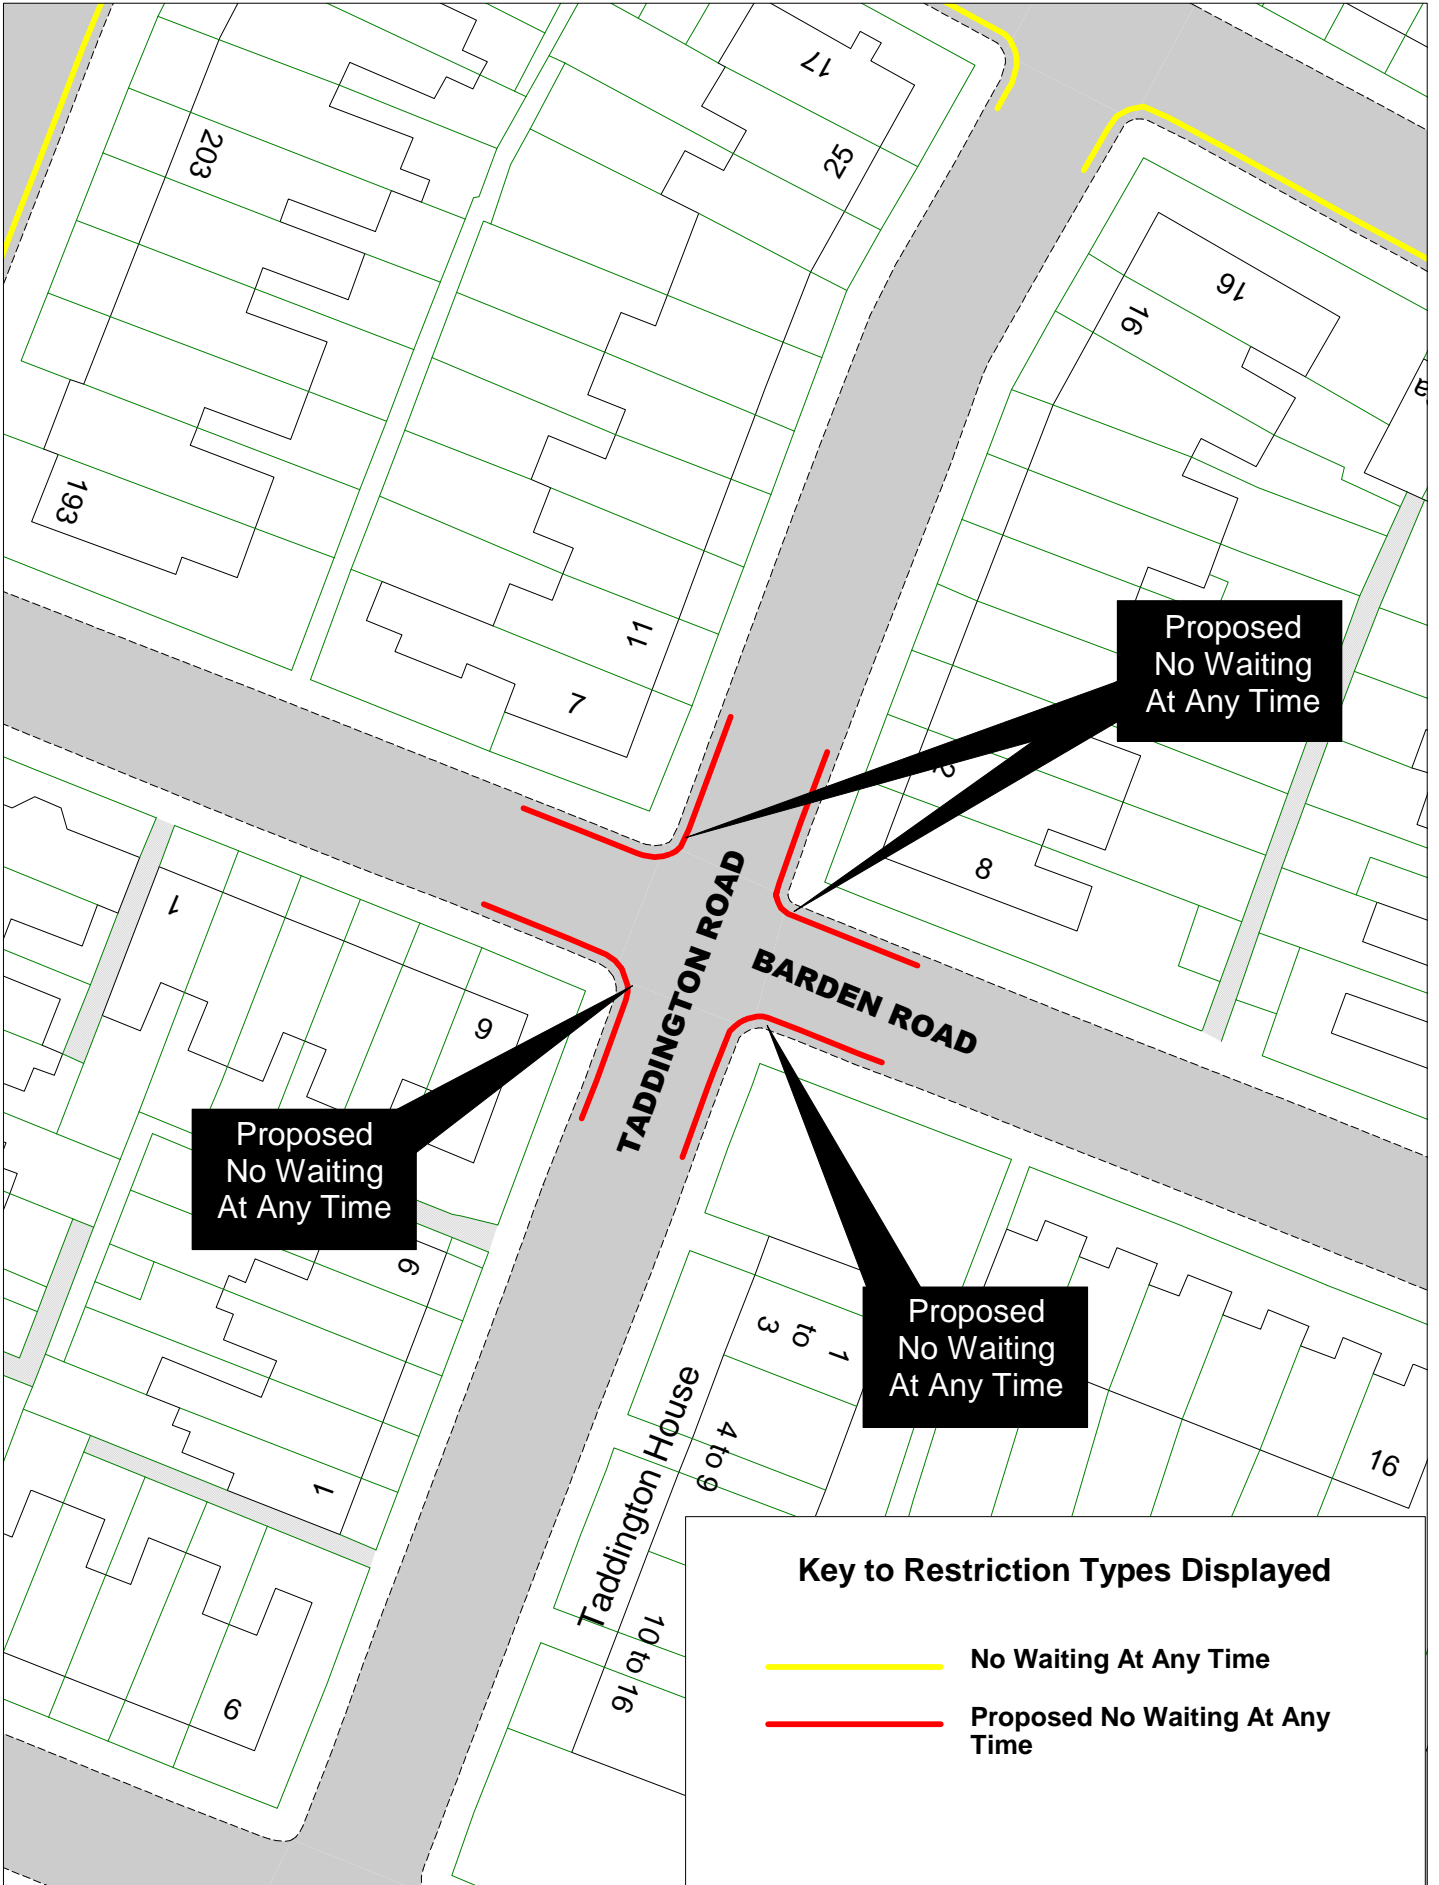 17
203
25
16
16
a
193
11
7
Proposed
No Waiting
At Any Time
8
1
TADDINGTON ROAD
BARDEN ROAD
9
Proposed
No Waiting
At Any Time
6
Proposed
No Waiting
At Any Time
1
to
3
Taddington House
4 to 9
16
1
10 to 16
9
Key to Restriction Types Displayed
No Waiting At Any Time
Proposed No Waiting At Any
Time